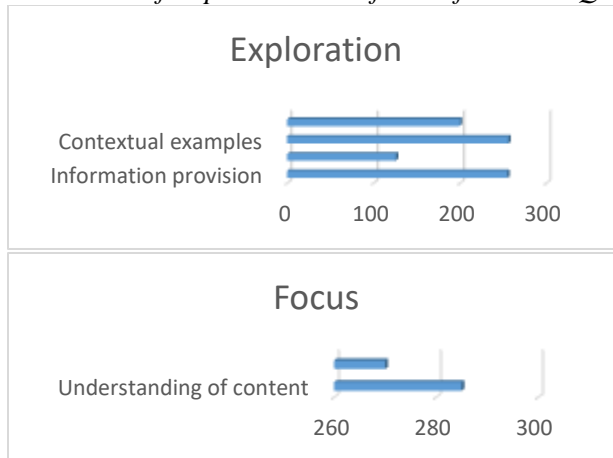 Exploration
Contextual examples
Information provision
0 100 200 300
Focus
Understanding of content
260 280 300